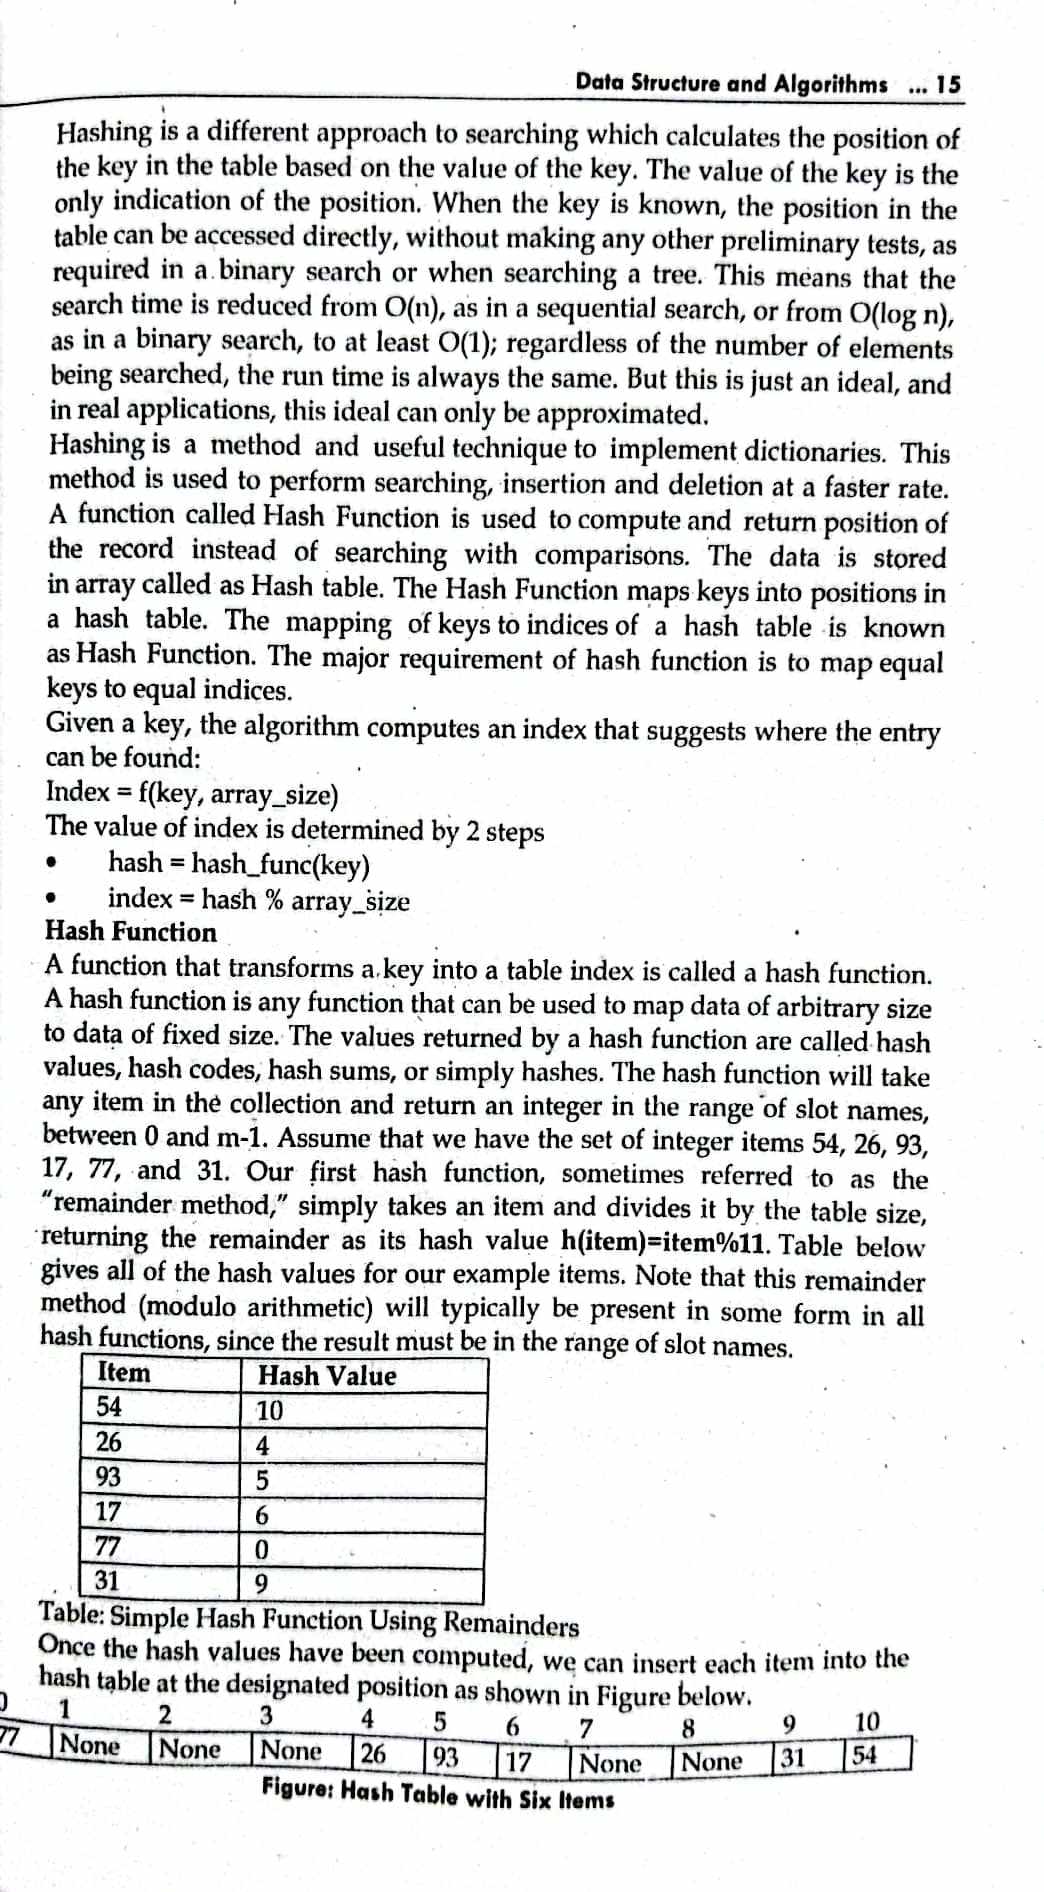 Data Structure and Algorithms ... 15
Hashing is a different approach to searching which calculates the position of
the key in the table based on the value of the key. The value of the key is the
only indication of the position. When the key is known, the position in the
table can be accessed directly, without making any other preliminary tests, as
required in a binary search or when searching a tree. This means that the
search time is reduced from O(n), as in a sequential search, or from O(log n),
as in a binary search, to at least O(1); regardless of the number of elements
being searched, the run time is always the same. But this is just an ideal, and
in real applications, this ideal can only be approximated.
Hashing is a method and useful technique to implement dictionaries. This
method is used to perform searching, insertion and deletion at a faster rate.
A function called Hash Function is used to compute and return position of
the record instead of searching with comparisons. The data is stored
in array called as Hash table. The Hash Function maps keys into positions in
a hash table. The mapping of keys to indices of a hash table is known
as Hash Function. The major requirement of hash function is to map equal
keys to equal indices.
Given a key, the algorithm computes an index that suggests where the entry
can be found:
Index = f(key, array_size)
The value of index is determined by 2 steps
• hash = hash_func(key)
• index = hash % array_size
Hash Function
A function that transforms a key into a table index is called a hash function.
A hash function is any function that can be used to map data of arbitrary size
to data of fixed size. The values returned by a hash function are called hash
values, hash codes, hash sums, or simply hashes. The hash function will take
any item in the collection and return an integer in the range of slot names,
between 0 and m-1. Assume that we have the set of integer items 54, 26, 93,
17, 77, and 31. Our first hash function, sometimes referred to as the
“remainder method,” simply takes an item and divides it by the table size,
returning the remainder as its hash value h(item)=item%11. Table below
gives all of the hash values for our example items. Note that this remainder
method (modulo arithmetic) will typically be present in some form in all
hash functions, since the result must be in the range of slot names.
Item Hash Value
54 10
26 4
93 5
17 6
77 0
31 9
Table: Simple Hash Function Using Remainders
Once the hash values have been computed, we can insert each item into the
hash table at the designated position as shown in Figure below.
0 1 2 3 4 5 6 7 8 9 10
77 None None None 26 93 17 None None 31 54
Figure: Hash Table with Six Items